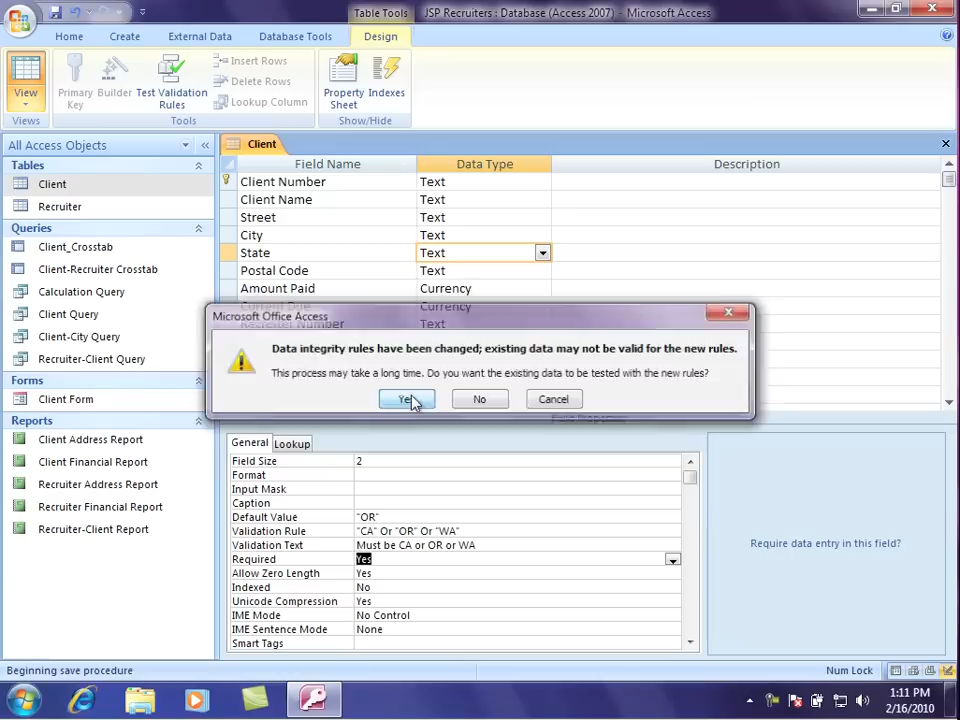 Table Tools
JSP Recruiters : Database (Access 2007) - Microsoft Access
Home
Create
External Data
Database Tools
Design
View
Primary Key
Builder
Test Validation Rules
Insert Rows
Delete Rows
Lookup Column
Property Sheet
Indexes
Views
Tools
Show/Hide
All Access Objects
Tables
Client
Recruiter
Queries
Client_Crosstab
Client-Recruiter Crosstab
Calculation Query
Client Query
Client-City Query
Recruiter-Client Query
Forms
Client Form
Reports
Client Address Report
Client Financial Report
Recruiter Address Report
Recruiter Financial Report
Recruiter-Client Report
Client
Field Name Data Type Description
Client Number Text
Client Name Text
Street Text
City Text
State Text
Postal Code Text
Amount Paid Currency
Current Due Currency
Recruiter Number Text
Microsoft Office Access
Data integrity rules have been changed; existing data may not be valid for the new rules.
This process may take a long time. Do you want the existing data to be tested with the new rules?
Yes No Cancel
Field Properties
General Lookup
Field Size 2
Format
Input Mask
Caption
Default Value "OR"
Validation Rule "CA" Or "OR" Or "WA"
Validation Text Must be CA or OR or WA
Required Yes
Allow Zero Length Yes
Indexed No
Unicode Compression Yes
IME Mode No Control
IME Sentence Mode None
Smart Tags
Require data entry in this field?
Beginning save procedure
Num Lock
1:11 PM
2/16/2010